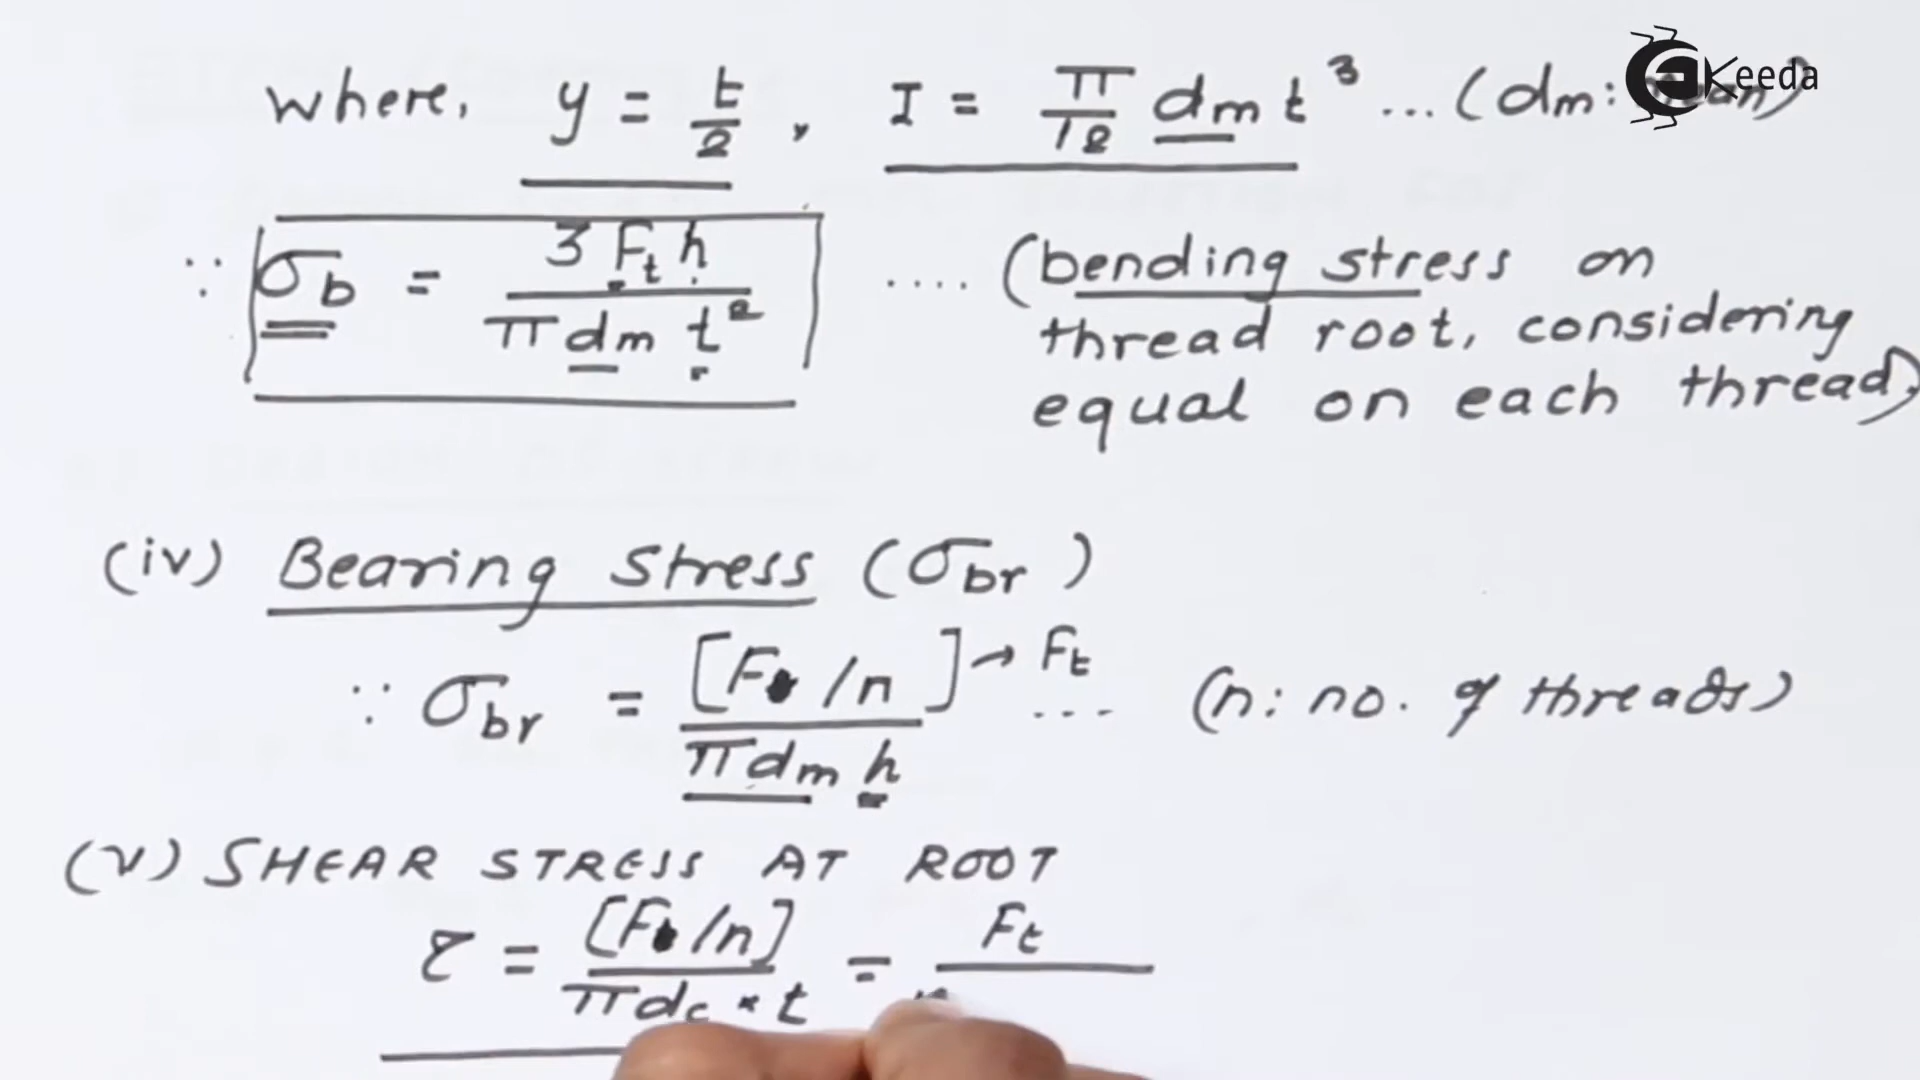 where, y = t/2 , I = π/12 dm t³ ... (dm: mean)
Keeda
∵ σb = 3 Ft h / π dm t² .... (bending stress on
thread root, considering
equal on each thread)
(iv) Bearing Stress (σbr)
∵ σbr = [F /n] / π dm h → Ft ... (n: no. of threads)
(v) SHEAR STRESS AT ROOT
τ = [F /n] / π dc * t = Ft